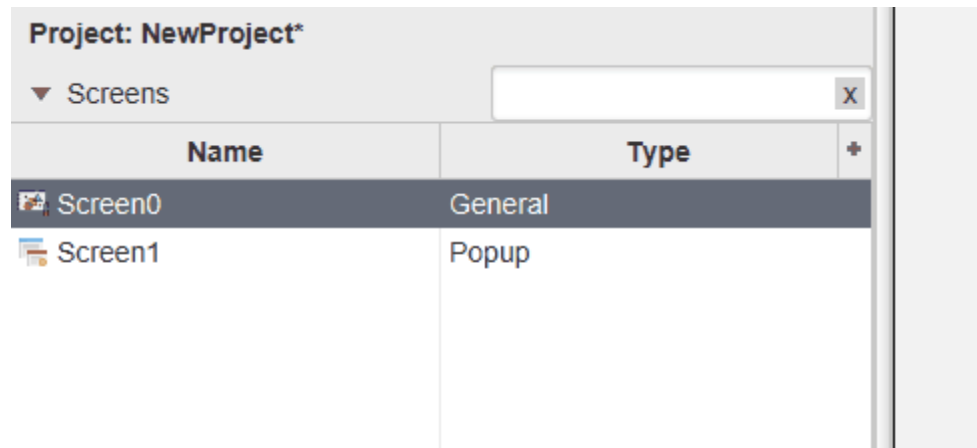 Project: NewProject*
Screens
X
Name Type +
Screen0 General
Screen1 Popup